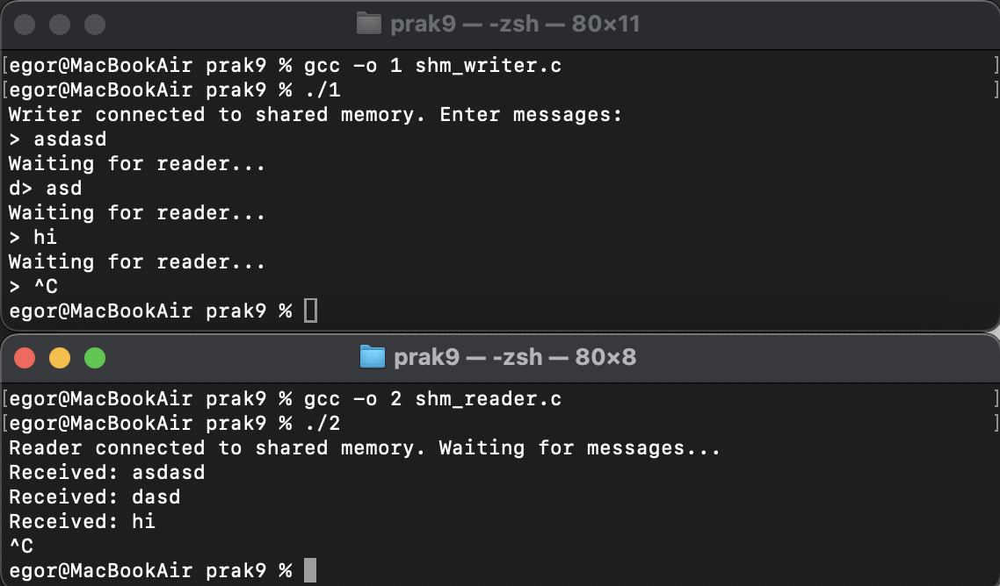 prak9 — -zsh — 80×11
[egor@MacBookAir prak9 % gcc -o 1 shm_writer.c ]
[egor@MacBookAir prak9 % ./1 ]
Writer connected to shared memory. Enter messages:
> asdasd
Waiting for reader...
d> asd
Waiting for reader...
> hi
Waiting for reader...
> ^C
egor@MacBookAir prak9 %
prak9 — -zsh — 80×8
[egor@MacBookAir prak9 % gcc -o 2 shm_reader.c ]
[egor@MacBookAir prak9 % ./2 ]
Reader connected to shared memory. Waiting for messages...
Received: asdasd
Received: dasd
Received: hi
^C
egor@MacBookAir prak9 %